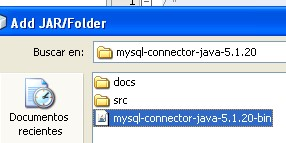 Add JAR/Folder
Buscar en:
mysql-connector-java-5.1.20
docs
src
mysql-connector-java-5.1.20-bin
Documentos
recientes